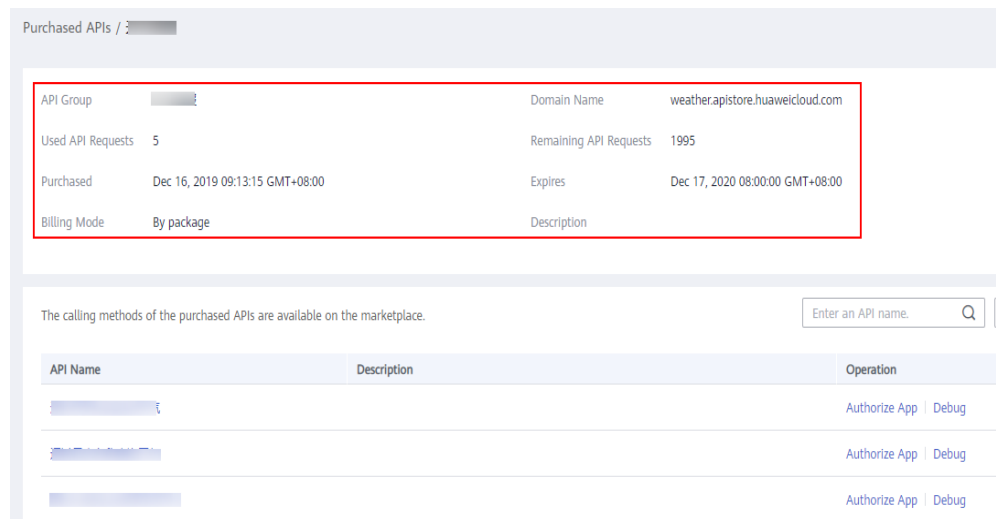 Purchased APIs /
API Group
Domain Name weather.apistore.huaweicloud.com
Used API Requests 5 Remaining API Requests 1995
Purchased Dec 16, 2019 09:13:15 GMT+08:00 Expires Dec 17, 2020 08:00:00 GMT+08:00
Billing Mode By package Description
The calling methods of the purchased APIs are available on the marketplace. Enter an API name.
API Name Description Operation
Authorize App Debug
Authorize App Debug
Authorize App Debug